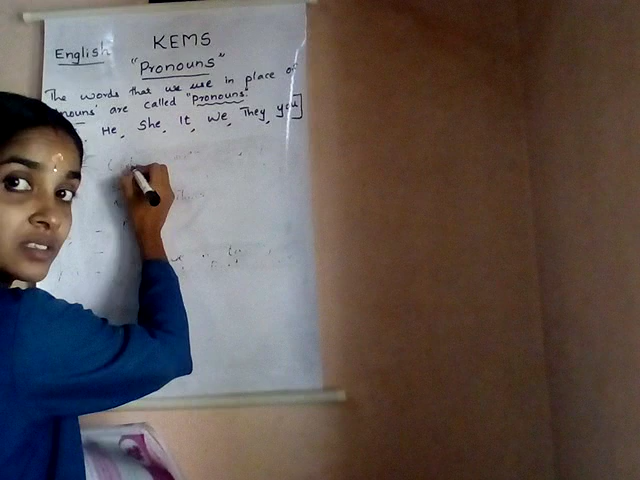 KEMS
English
"Pronouns"
The words that we use in place of
nouns' are called "Pronouns".
He, She, It, We, They, you]